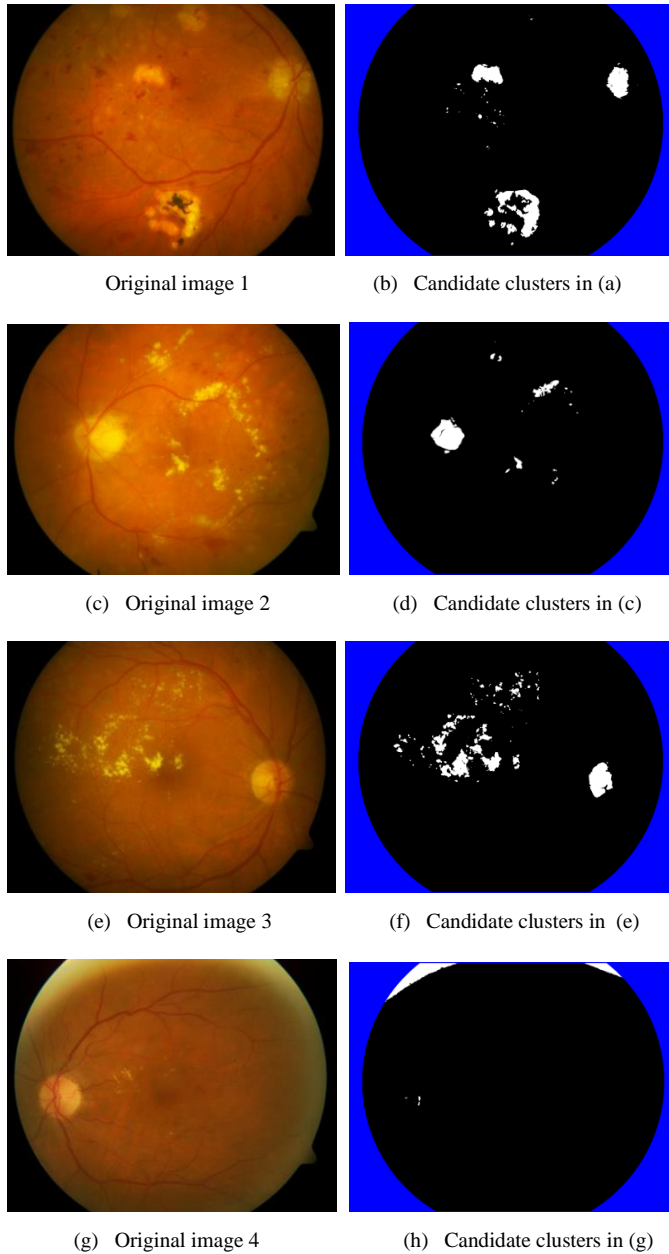 Original image 1
(b) Candidate clusters in (a)
(c) Original image 2
(d) Candidate clusters in (c)
(e) Original image 3
(f) Candidate clusters in (e)
(g) Original image 4
(h) Candidate clusters in (g)